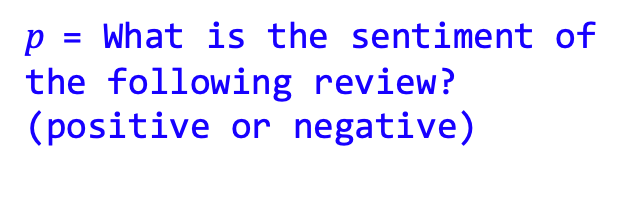 p = What is the sentiment of
the following review?
(positive or negative)